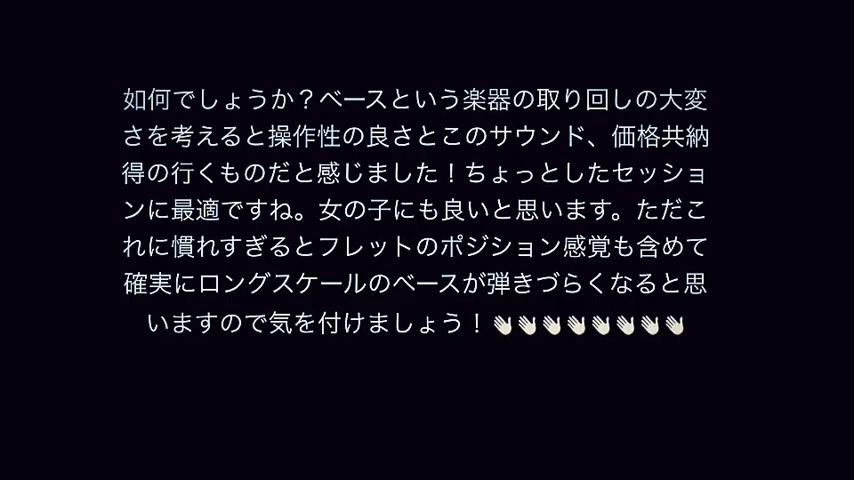 如何でしょうか？ベースという楽器の取り回しの大変
さを考えると操作性の良さとこのサウンド、価格共納
得の行くものだと感じました！ちょっとしたセッショ
ンに最適ですね。女の子にも良いと思います。ただこ
れに慣れすぎるとフレットのポジション感覚も含めて
確実にロングスケールのベースが弾きづらくなると思
いますので気を付けましょう！👋👋👋👋👋👋👋👋